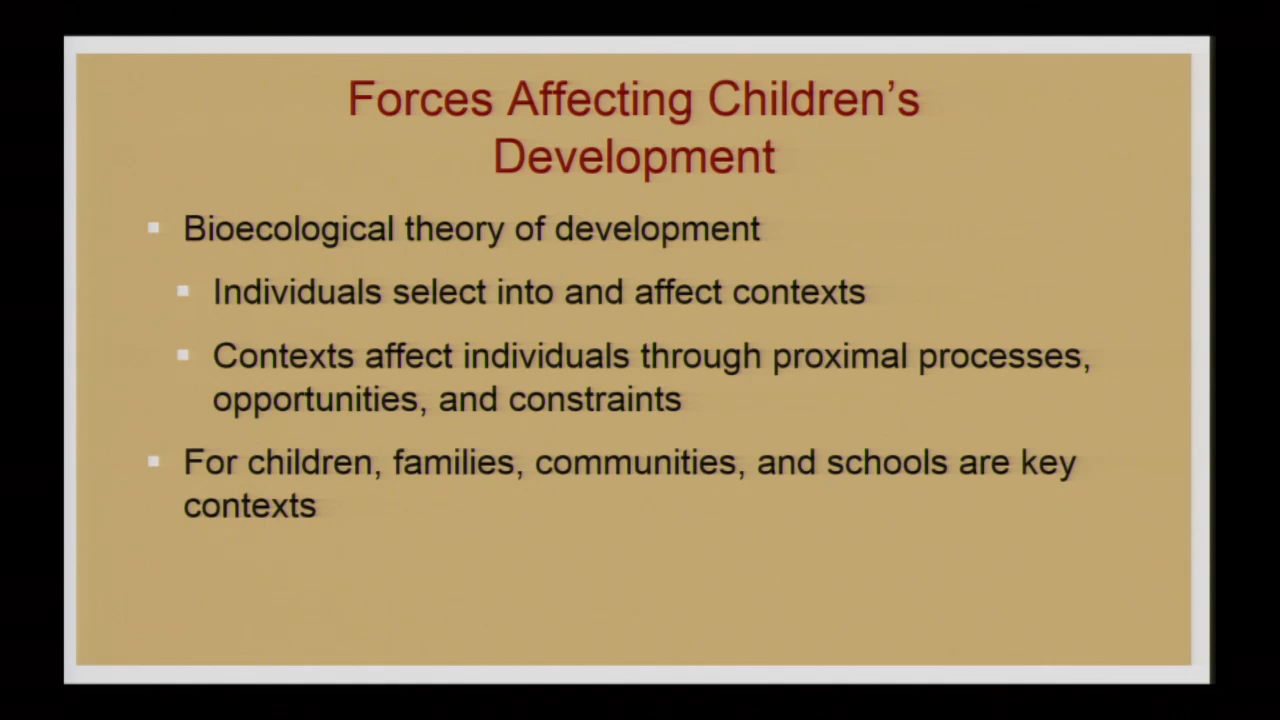 Forces Affecting Children’s
Development
Bioecological theory of development
Individuals select into and affect contexts
Contexts affect individuals through proximal processes,
opportunities, and constraints
For children, families, communities, and schools are key
contexts